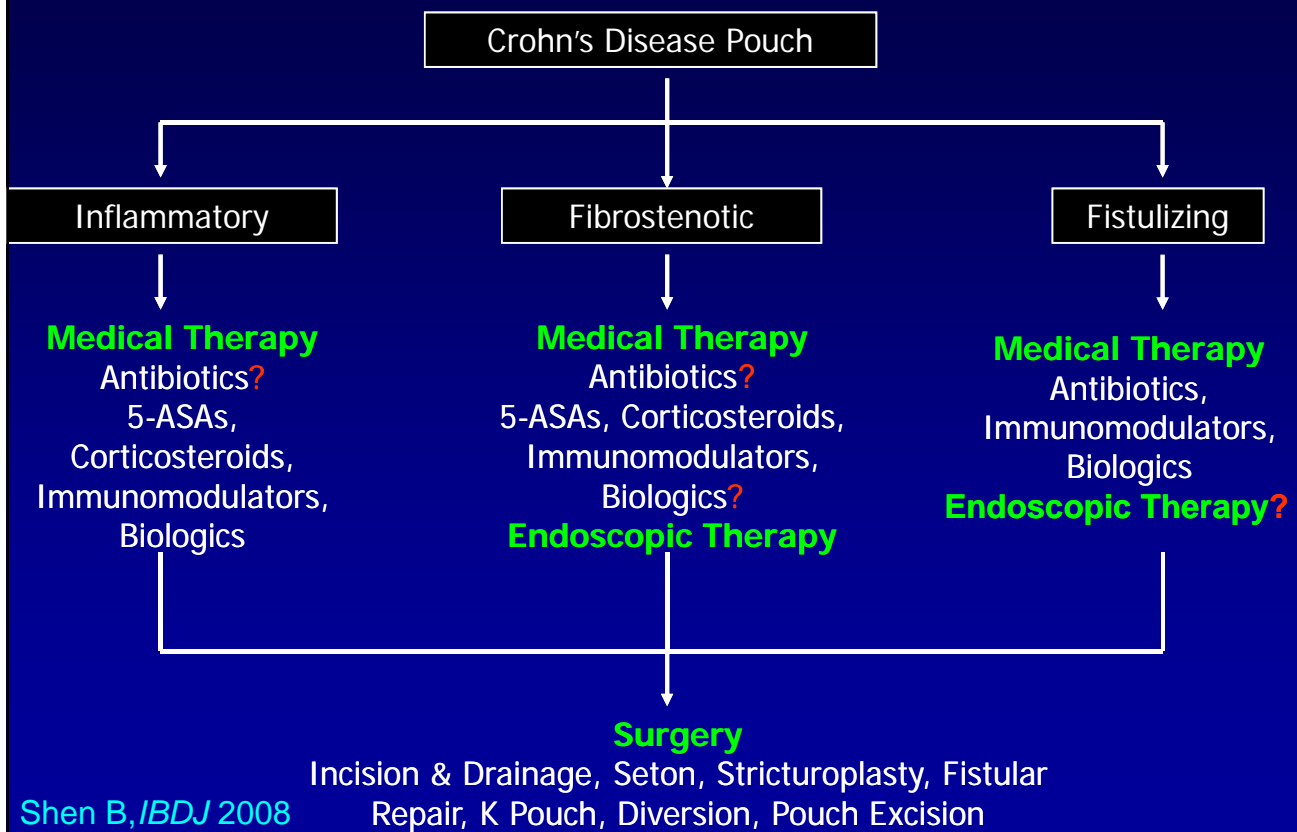 Crohn's Disease Pouch
Inflammatory
Fibrostenotic
Fistulizing
Medical Therapy
Antibiotics?
5-ASAs,
Corticosteroids,
Immunomodulators,
Biologics
Medical Therapy
Antibiotics?
5-ASAs, Corticosteroids,
Immunomodulators,
Biologics?
Endoscopic Therapy
Medical Therapy
Antibiotics,
Immunomodulators,
Biologics
Endoscopic Therapy?
Surgery
Incision & Drainage, Seton, Stricturoplasty, Fistular
Repair, K Pouch, Diversion, Pouch Excision
Shen B, IBDJ 2008